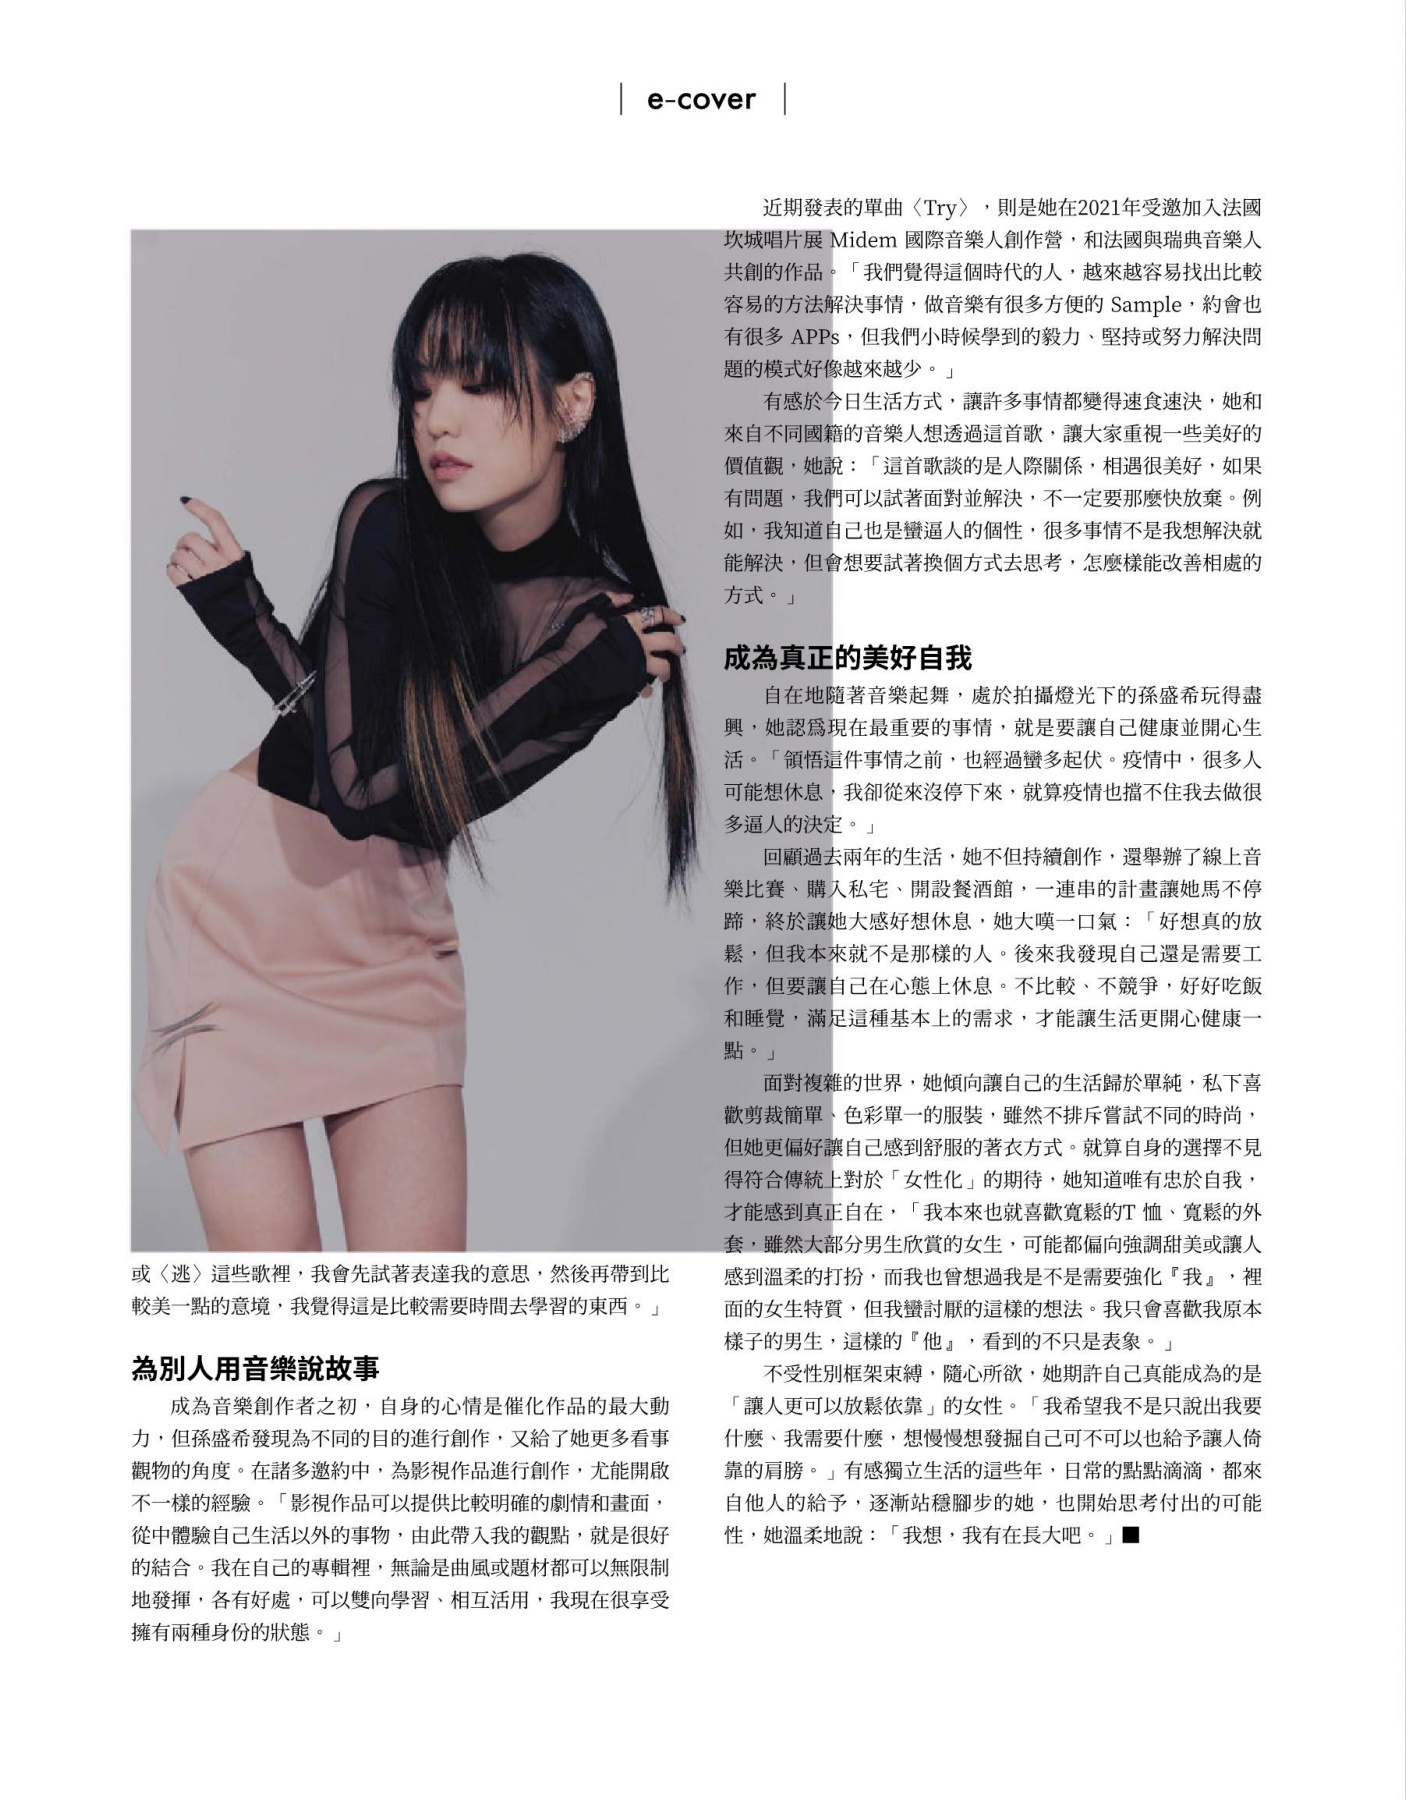 e-cover
或〈逃〉這些歌裡，我會先試著表達我的意思，然後再帶到比
較美一點的意境，我覺得這是比較需要時間去學習的東西。」
為別人用音樂說故事
成為音樂創作者之初，自身的心情是催化作品的最大動
力，但孫盛希發現為不同的目的進行創作，又給了她更多看事
觀物的角度。在諸多邀約中，為影視作品進行創作，尤能開啟
不一樣的經驗。「影視作品可以提供比較明確的劇情和畫面，
從中體驗自己生活以外的事物，由此帶入我的觀點，就是很好
的結合。我在自己的專輯裡，無論是曲風或題材都可以無限制
地發揮，各有好處，可以雙向學習、相互活用，我現在很享受
擁有兩種身份的狀態。」
近期發表的單曲〈Try〉，則是她在2021年受邀加入法國
坎城唱片展 Midem 國際音樂人創作營，和法國與瑞典音樂人
共創的作品。「我們覺得這個時代的人，越來越容易找出比較
容易的方法解決事情，做音樂有很多方便的 Sample，約會也
有很多 APPs，但我們小時候學到的毅力、堅持或努力解決問
題的模式好像越來越少。」
有感於今日生活方式，讓許多事情都變得速食速決，她和
來自不同國籍的音樂人想透過這首歌，讓大家重視一些美好的
價值觀，她說：「這首歌談的是人際關係，相遇很美好，如果
有問題，我們可以試著面對並解決，不一定要那麼快放棄。例
如，我知道自己也是蠻逼人的個性，很多事情不是我想解決就
能解決，但會想要試著換個方式去思考，怎麼樣能改善相處的
方式。」
成為真正的美好自我
自在地隨著音樂起舞，處於拍攝燈光下的孫盛希玩得盡
興，她認爲現在最重要的事情，就是要讓自己健康並開心生
活。「領悟這件事情之前，也經過蠻多起伏。疫情中，很多人
可能想休息，我卻從來沒停下來，就算疫情也擋不住我去做很
多逼人的決定。」
回顧過去兩年的生活，她不但持續創作，還舉辦了線上音
樂比賽、購入私宅、開設餐酒館，一連串的計畫讓她馬不停
蹄，終於讓她大感好想休息，她大嘆一口氣：「好想真的放
鬆，但我本來就不是那樣的人。後來我發現自己還是需要工
作，但要讓自己在心態上休息。不比較、不競爭，好好吃飯
和睡覺，滿足這種基本上的需求，才能讓生活更開心健康一
點。」
面對複雜的世界，她傾向讓自己的生活歸於單純，私下喜
歡剪裁簡單、色彩單一的服裝，雖然不排斥嘗試不同的時尚，
但她更偏好讓自己感到舒服的著衣方式。就算自身的選擇不見
得符合傳統上對於「女性化」的期待，她知道唯有忠於自我，
才能感到真正自在，「我本來也就喜歡寬鬆的T 恤、寬鬆的外
套，雖然大部分男生欣賞的女生，可能都偏向強調甜美或讓人
感到溫柔的打扮，而我也曾想過我是不是需要強化『我』，裡
面的女生特質，但我蠻討厭的這樣的想法。我只會喜歡我原本
樣子的男生，這樣的『他』，看到的不只是表象。」
不受性別框架束縛，隨心所欲，她期許自己真能成為的是
「讓人更可以放鬆依靠」的女性。「我希望我不是只說出我要
什麼、我需要什麼，想慢慢想發掘自己可不可以也給予讓人倚
靠的肩膀。」有感獨立生活的這些年，日常的點點滴滴，都來
自他人的給予，逐漸站穩腳步的她，也開始思考付出的可能
性，她溫柔地說：「我想，我有在長大吧。」■